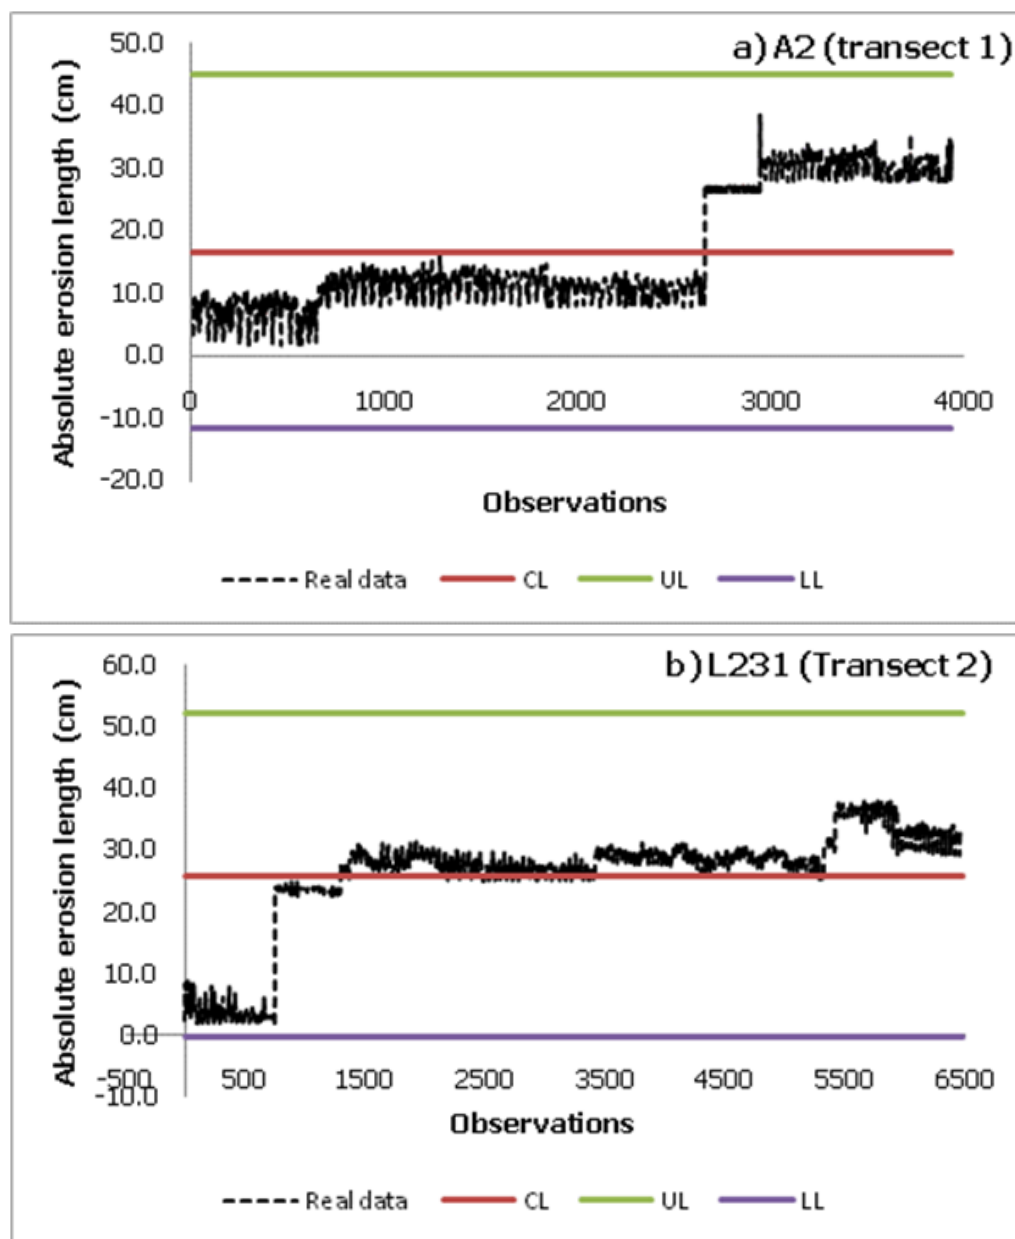 a) A2 (transect 1)
Absolute erosion length (cm)
50.0
40.0
30.0
20.0
10.0
0.0
-10.0
-20.0
0 1000 2000 3000 4000
Observations
Real data CL UL LL
b) L231 (Transect 2)
Absolute erosion length (cm)
60.0
50.0
40.0
30.0
20.0
10.0
0.0
-10.0
-500 500 1500 2500 3500 4500 5500 6500
Observations
Real data CL UL LL